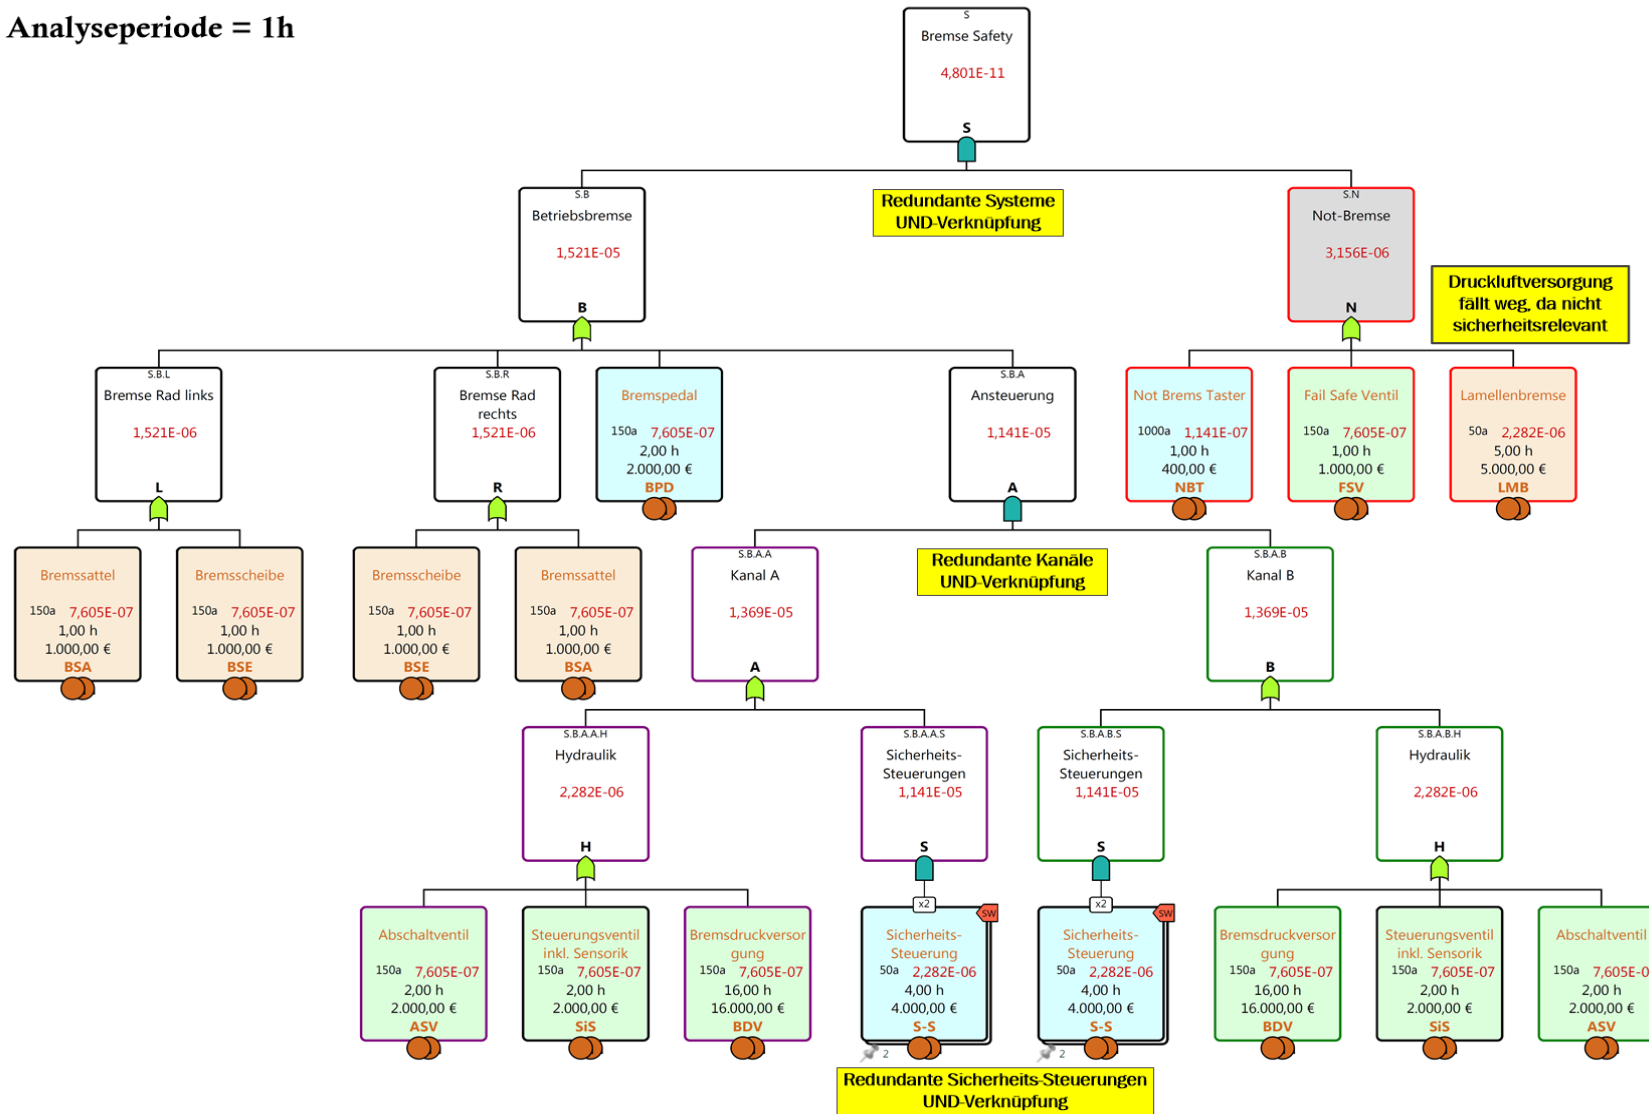 Analyseperiode = 1h
S
Bremse Safety
4,801E-11
S
S.B
Betriebsbremse
1,521E-05
B
Redundante Systeme
UND-Verknüpfung
S.N
Not-Bremse
3,156E-06
N
Druckluftversorgung
fällt weg, da nicht
sicherheitsrelevant
S.B.L
Bremse Rad links
1,521E-06
L
S.B.R
Bremse Rad
rechts
1,521E-06
R
Bremspedal
150a 7,605E-07
2,00 h
2.000,00 €
BPD
S.B.A
Ansteuerung
1,141E-05
A
Not Brems Taster
1000a 1,141E-07
1,00 h
400,00 €
NBT
Fail Safe Ventil
150a 7,605E-07
1,00 h
1.000,00 €
FSV
Lamellenbremse
50a 2,282E-06
5,00 h
5.000,00 €
LMB
Bremssattel
150a 7,605E-07
1,00 h
1.000,00 €
BSA
Bremsscheibe
150a 7,605E-07
1,00 h
1.000,00 €
BSE
Bremsscheibe
150a 7,605E-07
1,00 h
1.000,00 €
BSE
Bremssattel
150a 7,605E-07
1,00 h
1.000,00 €
BSA
S.B.A.A
Kanal A
1,369E-05
A
Redundante Kanäle
UND-Verknüpfung
S.B.A.B
Kanal B
1,369E-05
B
S.B.A.A.H
Hydraulik
2,282E-06
H
S.B.A.A.S
Sicherheits-
Steuerungen
1,141E-05
S
S.B.A.B.S
Sicherheits-
Steuerungen
1,141E-05
S
S.B.A.B.H
Hydraulik
2,282E-06
H
Abschaltventil
150a 7,605E-07
2,00 h
2.000,00 €
ASV
Steuerungsventil
inkl. Sensorik
150a 7,605E-07
2,00 h
2.000,00 €
SiS
Bremsdruckversor
gung
150a 7,605E-07
16,00 h
16.000,00 €
BDV
x2
SW
Sicherheits-
Steuerung
50a 2,282E-06
4,00 h
4.000,00 €
S-S
2
x2
SW
Sicherheits-
Steuerung
50a 2,282E-06
4,00 h
4.000,00 €
S-S
2
Bremsdruckversor
gung
150a 7,605E-07
16,00 h
16.000,00 €
BDV
Steuerungsventil
inkl. Sensorik
150a 7,605E-07
2,00 h
2.000,00 €
SiS
Abschaltventil
150a 7,605E-0
2,00 h
2.000,00 €
ASV
Redundante Sicherheits-Steuerungen
UND-Verknüpfung